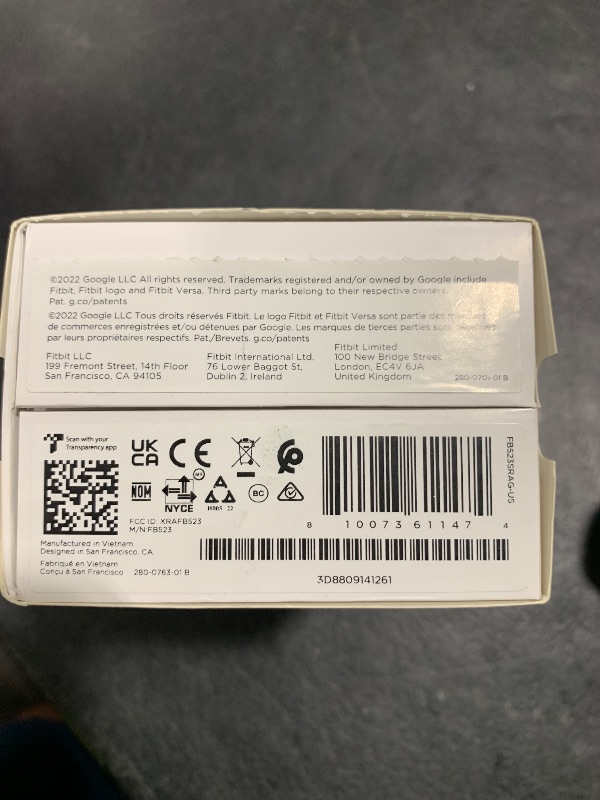 ©2022 Google LLC All rights reserved. Trademarks registered and/or owned by Google include
Fitbit, Fitbit logo and Fitbit Versa. Third party marks belong to their respective owners.
Pat. g.co/patents
©2022 Google LLC Tous droits réservés Fitbit. Le logo Fitbit et Fitbit Versa sont partie des marques
de commerces enregistrées et/ou détenues par Google. Les marques de tierces parties sont
par leurs propriétaires respectifs. Pat./Brevets. g.co/patents
Fitbit LLC
199 Fremont Street, 14th Floor
San Francisco, CA 94105
Fitbit International Ltd.
76 Lower Baggot St,
Dublin 2, Ireland
Fitbit Limited
100 New Bridge Street
London, EC4V 6JA
United Kingdom
280-0701-01 B
Scan with your
Transparency app
UK
CA
CE
NOM
NYCE
MR
BC
FCC ID: XRAFB523
M/N:FB523
Manufactured in Vietnam
Designed in San Francisco, CA.
Fabriqué en Vietnam
Conçu à San Francisco
280-0763-01 B
8 10073 61147 4
FB523SRAG-US
3D8809141261